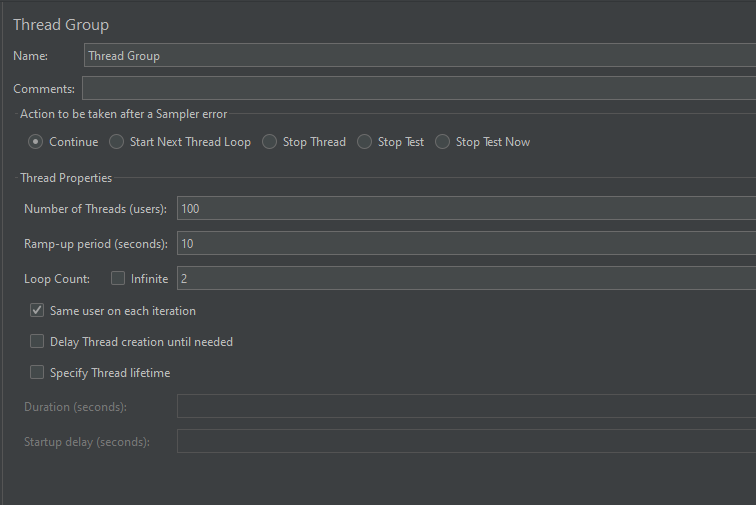 Thread Group
Name: Thread Group
Comments:
Action to be taken after a Sampler error
Continue Start Next Thread Loop Stop Thread Stop Test Stop Test Now
Thread Properties
Number of Threads (users): 100
Ramp-up period (seconds): 10
Loop Count: Infinite 2
Same user on each iteration
Delay Thread creation until needed
Specify Thread lifetime
Duration (seconds):
Startup delay (seconds):